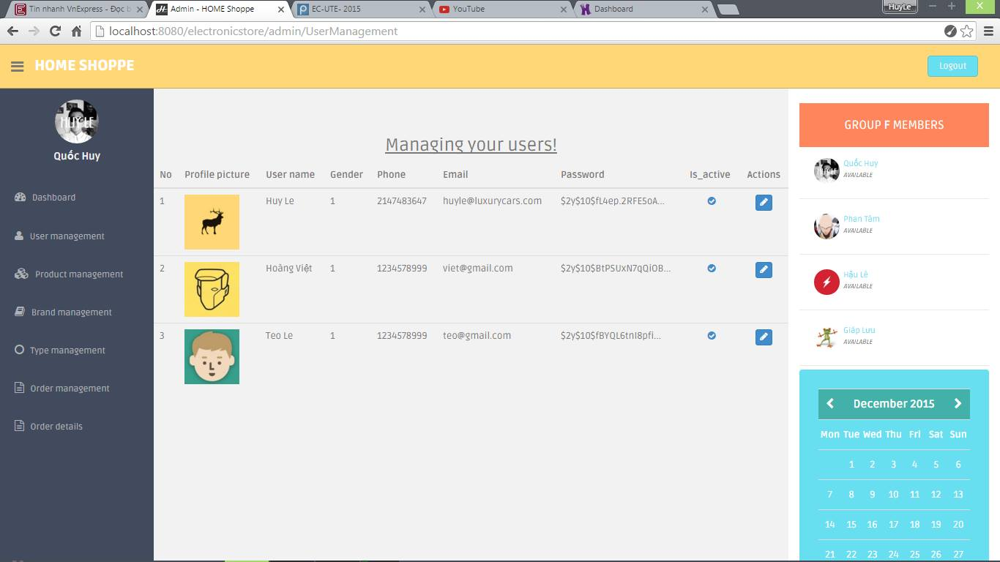 Tin nhanh VnExpress - Đọc b
Admin - HOME Shoppe
EC-UTE- 2015
YouTube
Dashboard
HuyLe
localhost:8080/electronicstore/admin/UserManagement
HOME SHOPPE
Logout
HUY LE
Quốc Huy
Dashboard
User management
Product management
Brand management
Type management
Order management
Order details
Managing your users!
No Profile picture User name Gender Phone Email Password Is_active Actions
1 Huy Le 1 2147483647 huyle@luxurycars.com $2y$10$fL4ep.2RFE5oA...
2 Hoàng Việt 1 1234578999 viet@gmail.com $2y$10$BtPSUxN7qQiOB...
3 Teo Le 1 1234578999 teo@gmail.com $2y$10$fBYQL6tnI8pfi...
GROUP F MEMBERS
Quốc Huy
AVAILABLE
Phan Tâm
AVAILABLE
Hậu Lê
AVAILABLE
Giáp Lưu
AVAILABLE
December 2015
Mon Tue Wed Thu Fri Sat Sun
1 2 3 4 5 6
7 8 9 10 11 12 13
14 15 16 17 18 19 20
21 22 23 24 25 26 27